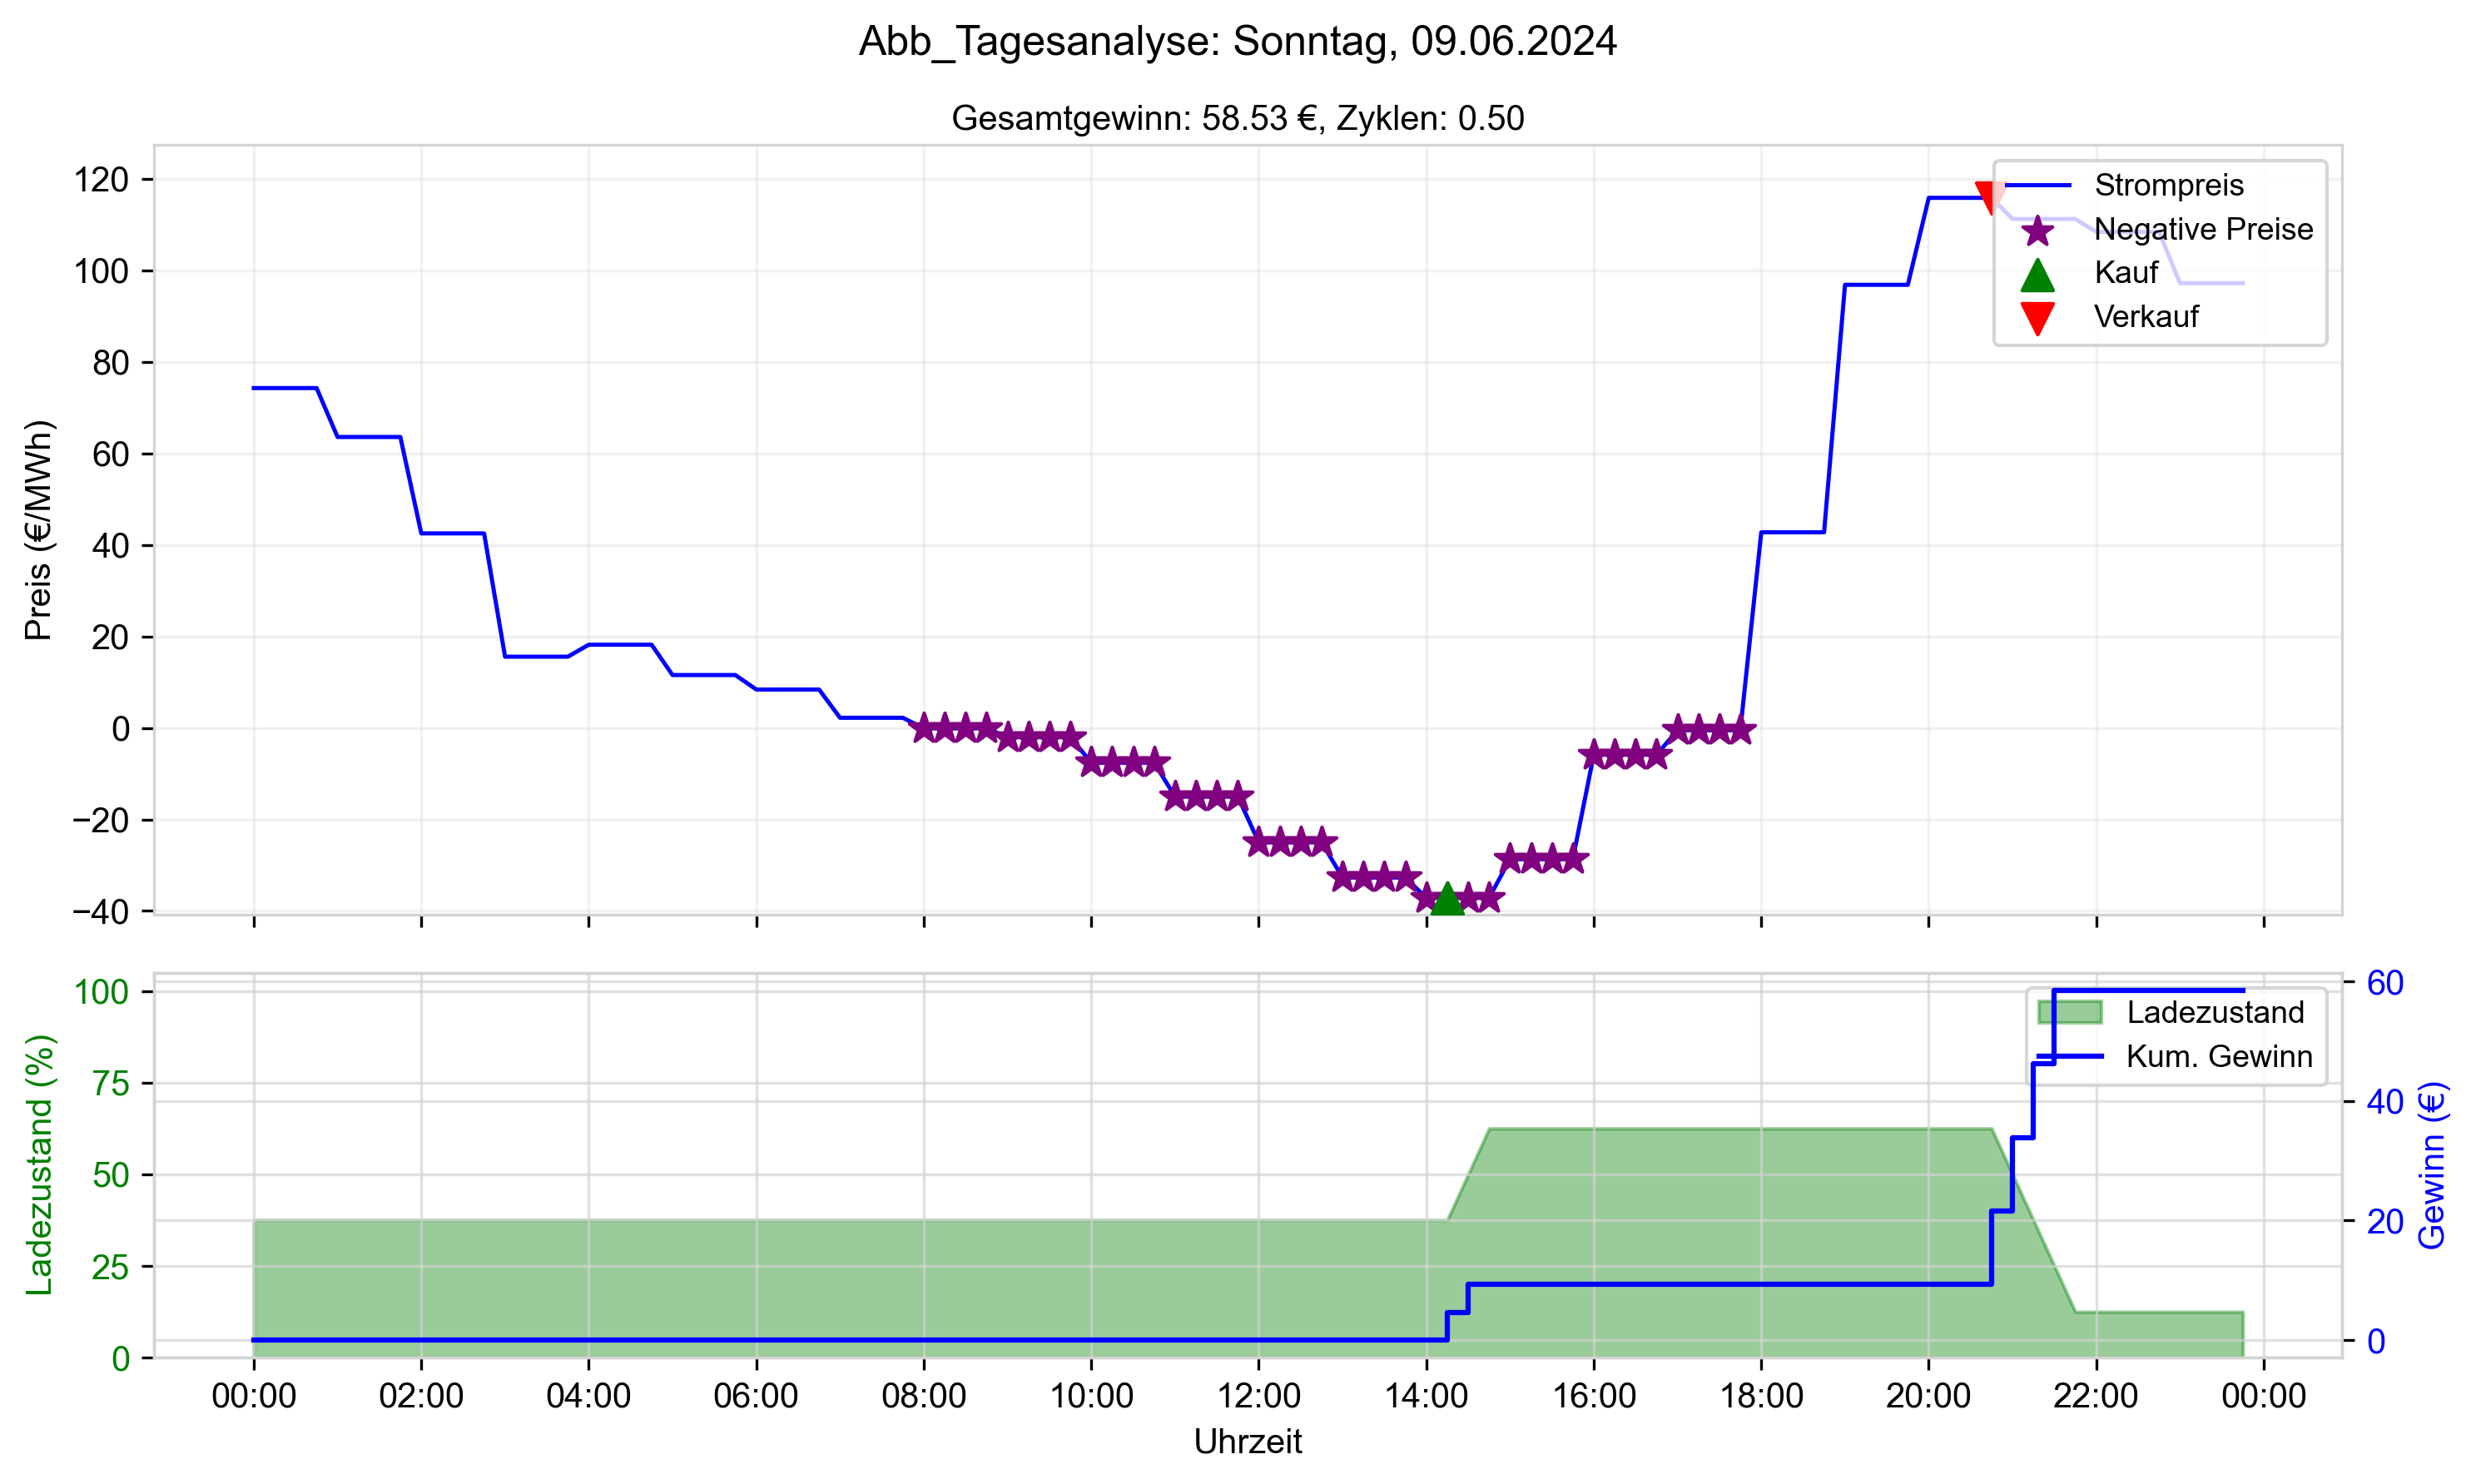 Abb_Tagesanalyse: Sonntag, 09.06.2024
Gesamtgewinn: 58.53 €, Zyklen: 0.50
Preis (€/MWh)
120
100
80
60
40
20
0
−20
−40
Strompreis
Negative Preise
Kauf
Verkauf
Ladezustand (%)
100
75
50
25
0
Ladezustand
Kum. Gewinn
60
40
20
0
Gewinn (€)
00:00 02:00 04:00 06:00 08:00 10:00 12:00 14:00 16:00 18:00 20:00 22:00 00:00
Uhrzeit